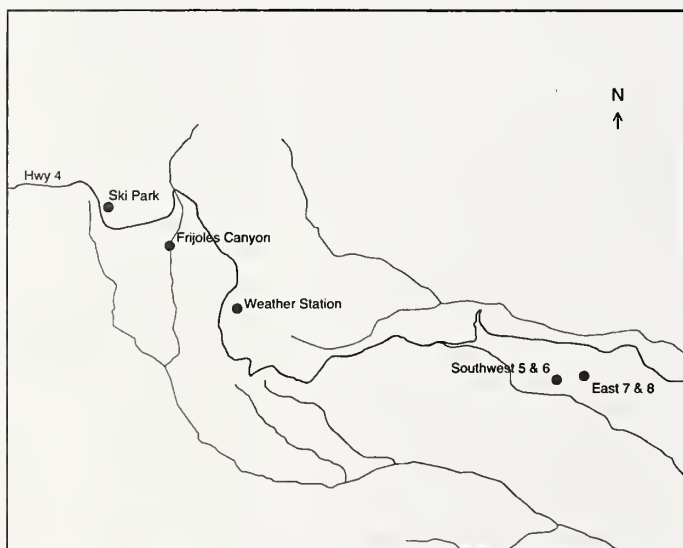 N
Hwy 4
Ski Park
Frijoles Canyon
Weather Station
Southwest 5 & 6
East 7 & 8